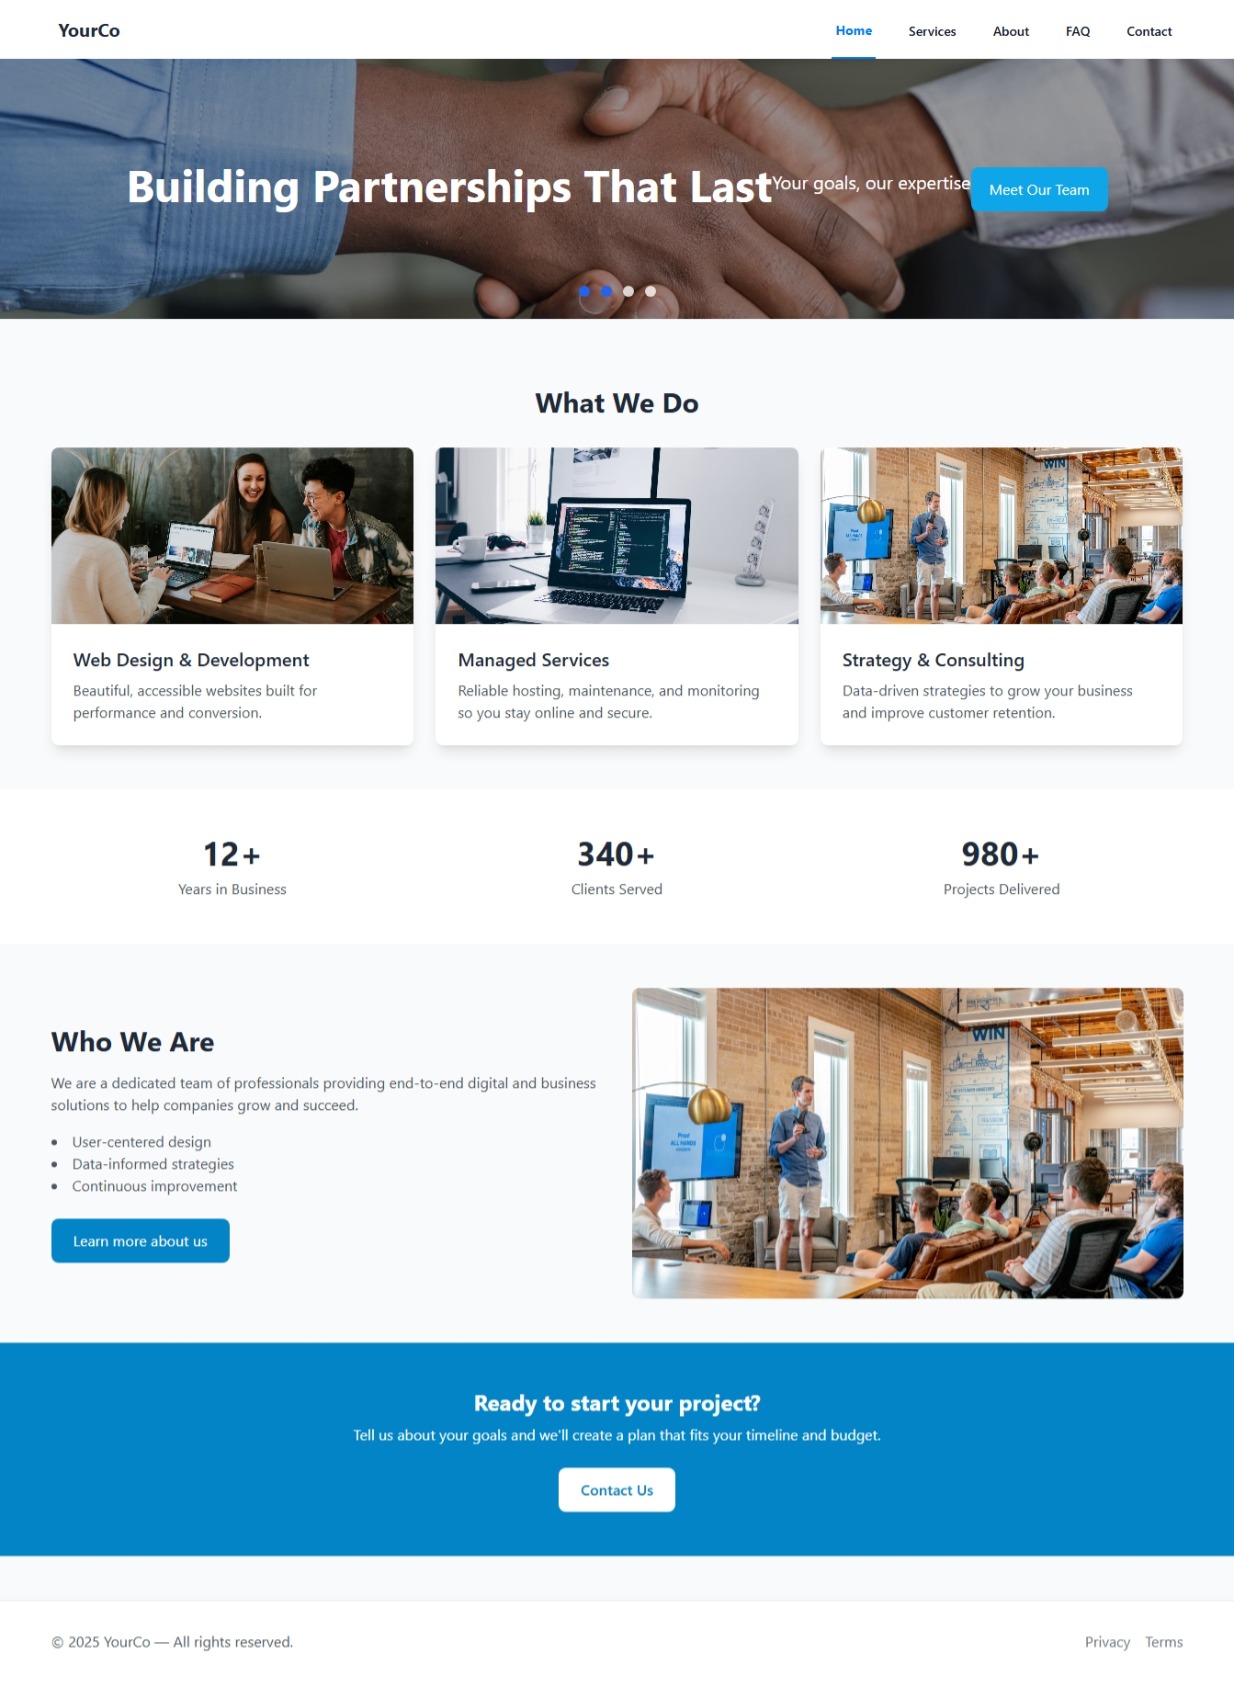 YourCo
Home Services About FAQ Contact
Building Partnerships That Last
Your goals, our expertise
Meet Our Team
What We Do
WIN
Web Design & Development
Beautiful, accessible websites built for
performance and conversion.
Managed Services
Reliable hosting, maintenance, and monitoring
so you stay online and secure.
Strategy & Consulting
Data-driven strategies to grow your business
and improve customer retention.
12+
Years in Business
340+
Clients Served
980+
Projects Delivered
Who We Are
We are a dedicated team of professionals providing end-to-end digital and business
solutions to help companies grow and succeed.
User-centered design
Data-informed strategies
Continuous improvement
Learn more about us
WIN
Proof
ALL HANDS
Ready to start your project?
Tell us about your goals and we'll create a plan that fits your timeline and budget.
Contact Us
© 2025 YourCo — All rights reserved.
Privacy Terms